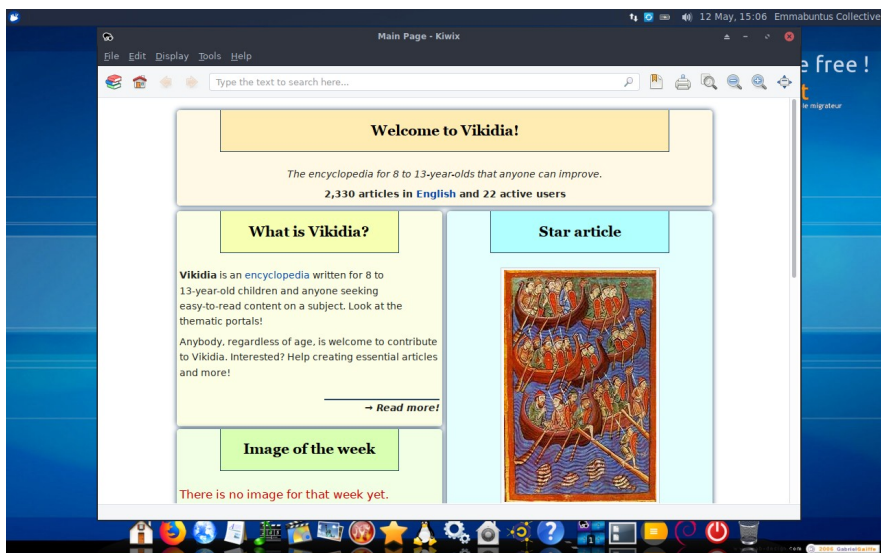 12 May, 15:06 Emmabuntus Collective
Main Page - Kiwix
File Edit Display Tools Help
e free !
t
le migrateur
Type the text to search here...
Welcome to Vikidia!
The encyclopedia for 8 to 13-year-olds that anyone can improve.
2,330 articles in English and 22 active users
What is Vikidia?
Vikidia is an encyclopedia written for 8 to
13-year-old children and anyone seeking
easy-to-read content on a subject. Look at the
thematic portals!
Anybody, regardless of age, is welcome to contribute
to Vikidia. Interested? Help creating essential articles
and more!
→ Read more!
Star article
Image of the week
There is no image for that week yet.
1
2006